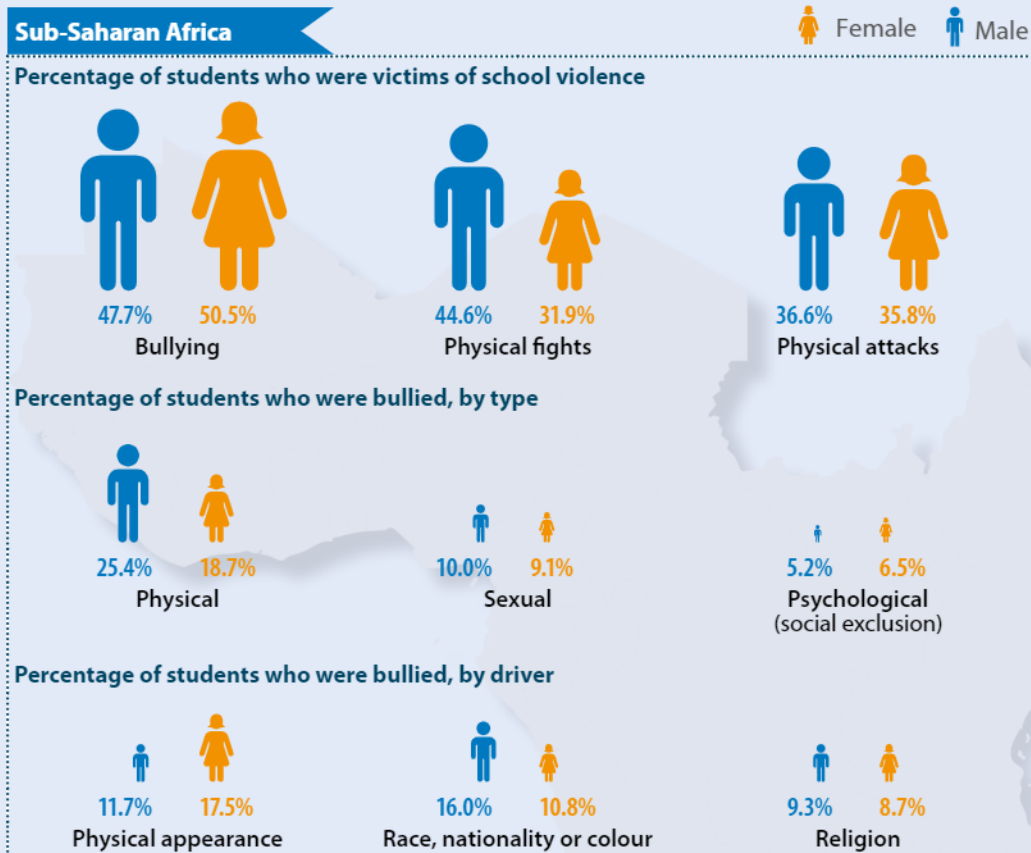 Sub-Saharan Africa
Female Male
Percentage of students who were victims of school violence
47.7% 50.5% 44.6% 31.9% 36.6% 35.8%
Bullying Physical fights Physical attacks
Percentage of students who were bullied, by type
25.4% 18.7% 10.0% 9.1% 5.2% 6.5%
Physical Sexual Psychological
(social exclusion)
Percentage of students who were bullied, by driver
11.7% 17.5% 16.0% 10.8% 9.3% 8.7%
Physical appearance Race, nationality or colour Religion